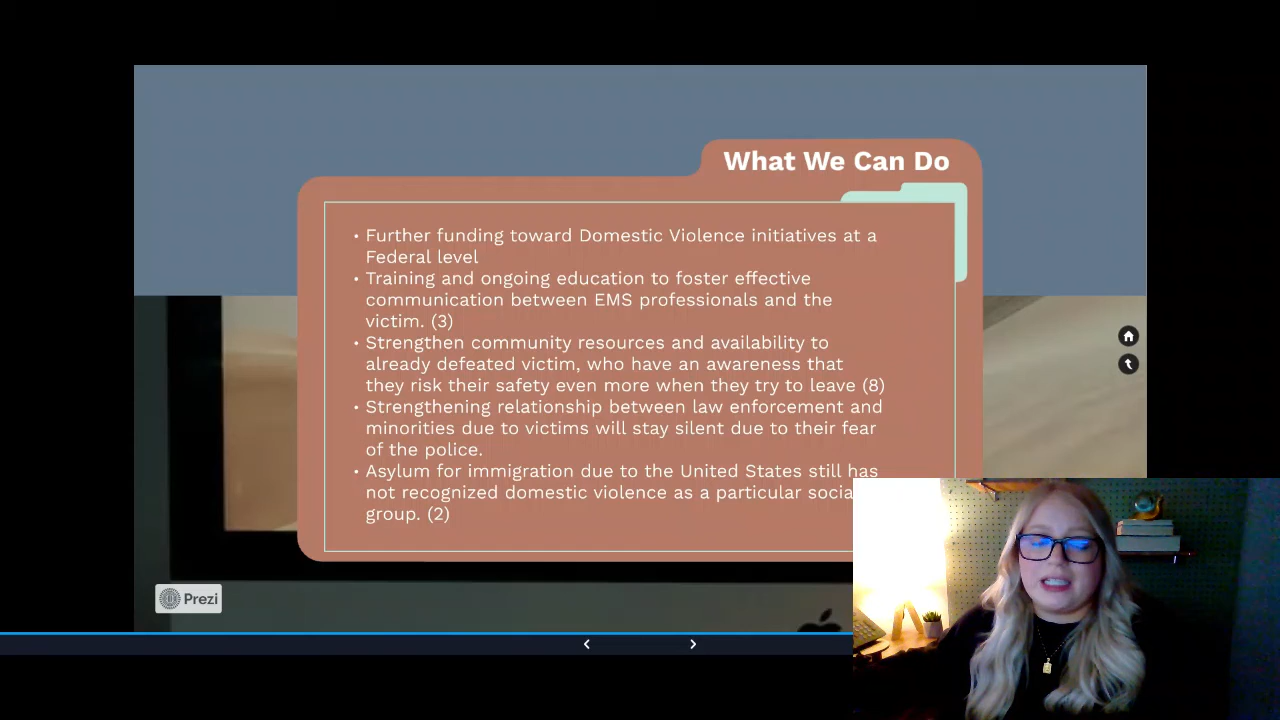 What We Can Do
• Further funding toward Domestic Violence initiatives at a
Federal level
• Training and ongoing education to foster effective
communication between EMS professionals and the
victim. (3)
• Strengthen community resources and availability to
already defeated victim, who have an awareness that
they risk their safety even more when they try to leave (8)
• Strengthening relationship between law enforcement and
minorities due to victims will stay silent due to their fear
of the police.
• Asylum for immigration due to the United States still has
not recognized domestic violence as a particular socia
group. (2)
Prezi